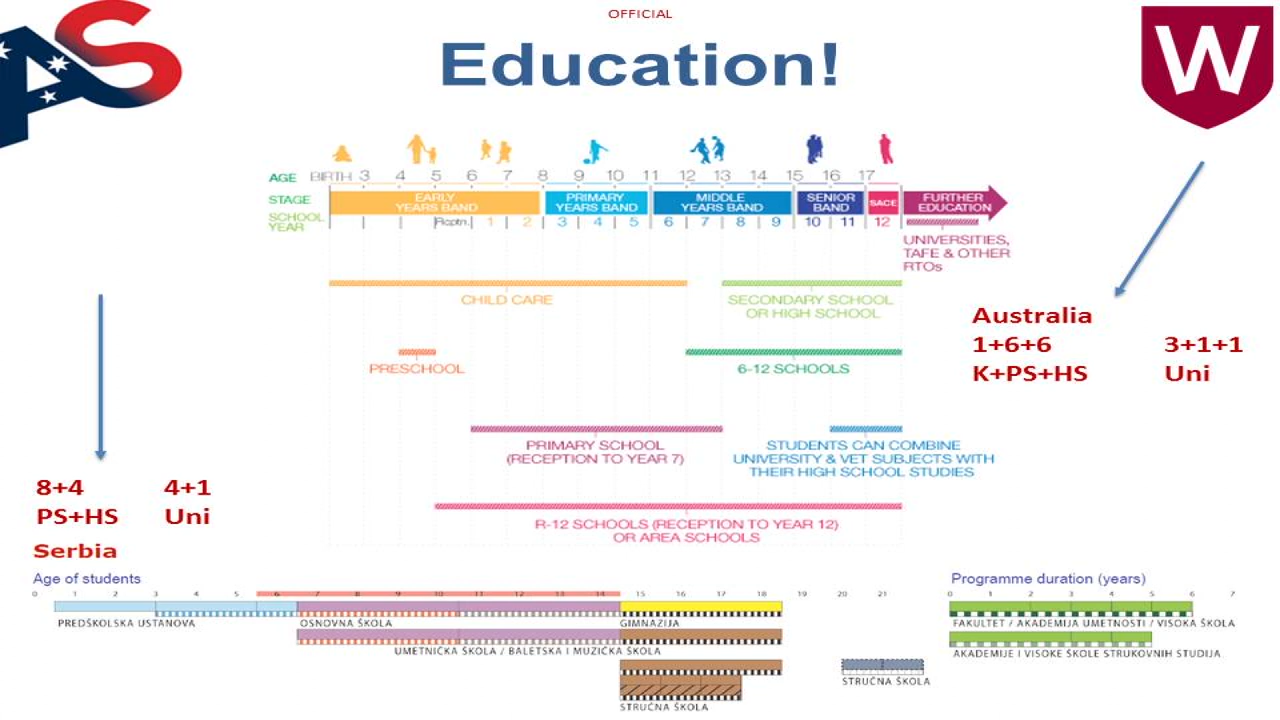 OFFICIAL
Education!
AS
W
AGE BIRTH 3 4 5 6 7 8 9 10 11 12 13 14 15 16 17
STAGE
EARLY
YEARS BAND
PRIMARY
YEARS BAND
MIDDLE
YEARS BAND
SENIOR
BAND
SACE
FURTHER
EDUCATION
SCHOOL
YEAR
Rcptn. 1 2 3 4 5 6 7 8 9 10 11 12
UNIVERSITIES,
TAFE & OTHER
RTOs
CHILD CARE
SECONDARY SCHOOL
OR HIGH SCHOOL
PRESCHOOL
6-12 SCHOOLS
PRIMARY SCHOOL
(RECEPTION TO YEAR 7)
STUDENTS CAN COMBINE
UNIVERSITY & VET SUBJECTS WITH
THEIR HIGH SCHOOL STUDIES
R-12 SCHOOLS (RECEPTION TO YEAR 12)
OR AREA SCHOOLS
Australia
1+6+6 3+1+1
K+PS+HS Uni
8+4 4+1
PS+HS Uni
Serbia
Age of students
0 1 2 3 4 5 6 7 8 9 10 11 12 13 14 15 16 17 18 19 20 21
PREDŠKOLSKA USTANOVA
OSNOVNA ŠKOLA
GIMNAZIJA
UMETNIČKA ŠKOLA / BALETSKA I MUZIČKA ŠKOLA
STRUČNA ŠKOLA
STRUČNA ŠKOLA
Programme duration (years)
0 1 2 3 4 5 6 7
FAKULTET / AKADEMIJA UMETNOSTI / VISOKA ŠKOLA
AKADEMIJE I VISOKE ŠKOLE STRUKOVNIH STUDIJA